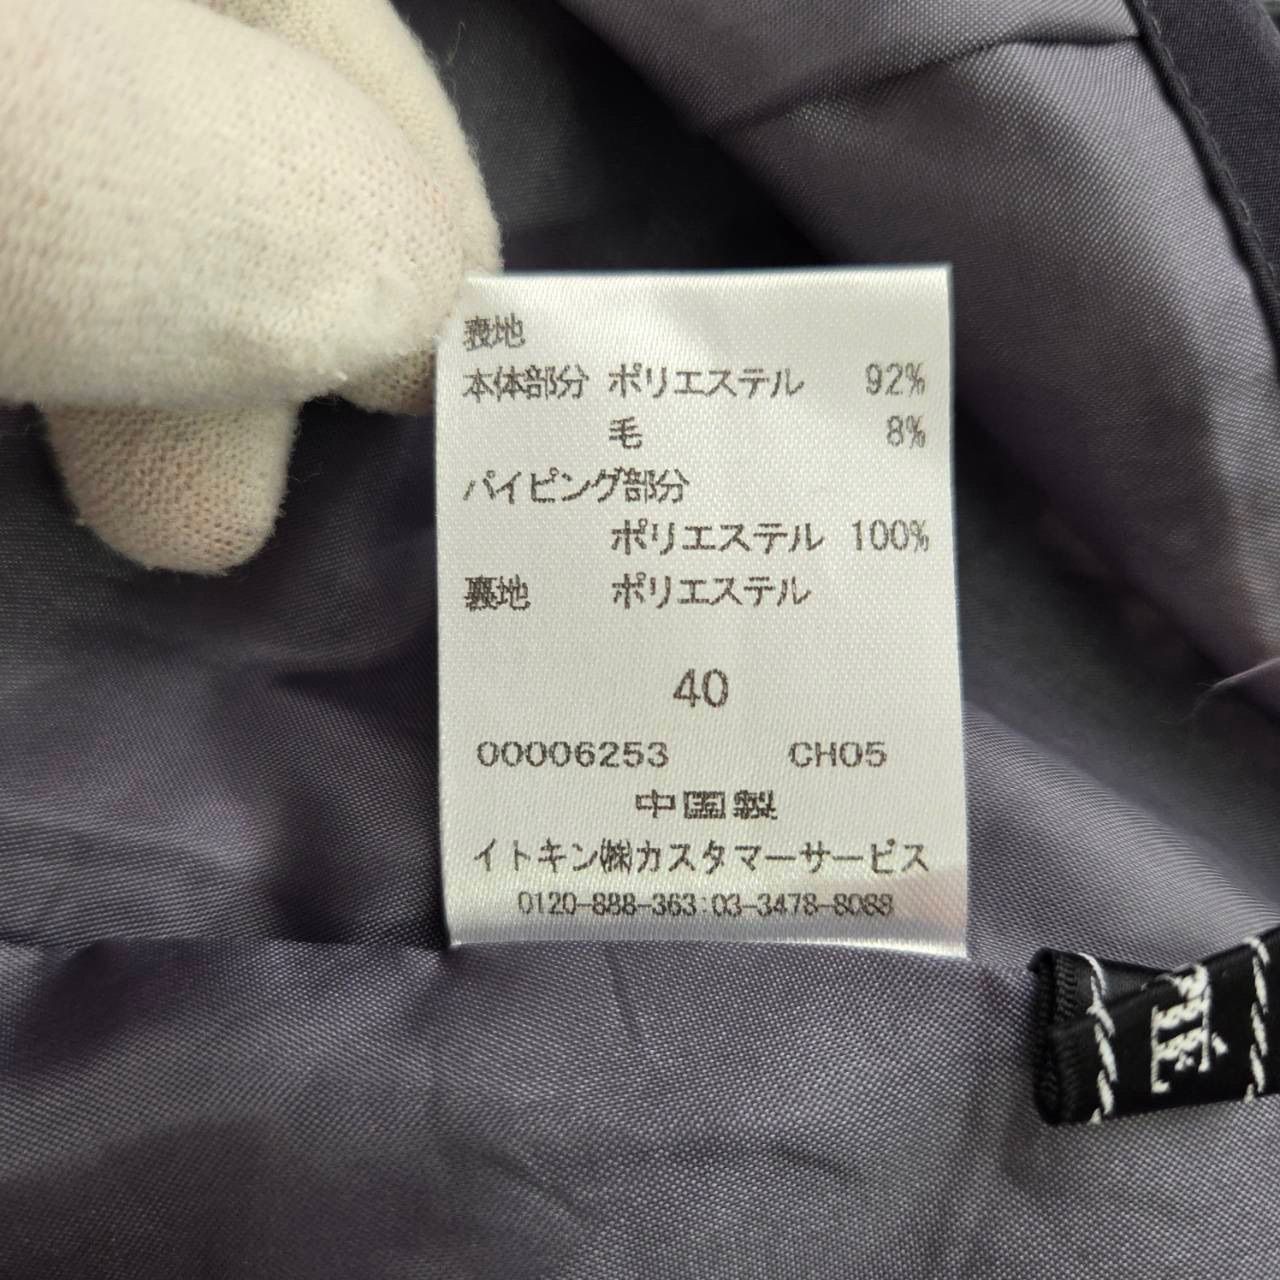 表地
本体部分 ポリエステル 92%
毛 8%
パイピング部分
ポリエステル 100%
裏地 ポリエステル
40
00006253 CH05
中国製
イトキン㈱カスタマーサービス
0120-888-363:03-3478-8088